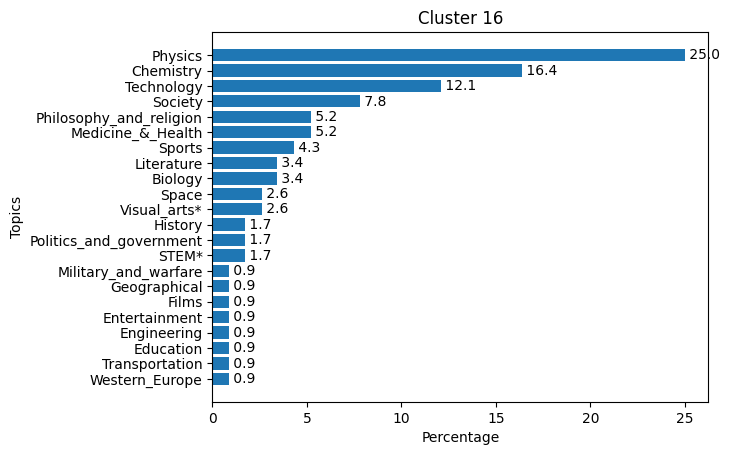 Cluster 16
Topics
Physics 25.0
Chemistry 16.4
Technology 12.1
Society 7.8
Philosophy_and_religion 5.2
Medicine_&_Health 5.2
Sports 4.3
Literature 3.4
Biology 3.4
Space 2.6
Visual_arts* 2.6
History 1.7
Politics_and_government 1.7
STEM* 1.7
Military_and_warfare 0.9
Geographical 0.9
Films 0.9
Entertainment 0.9
Engineering 0.9
Education 0.9
Transportation 0.9
Western_Europe 0.9
0 5 10 15 20 25
Percentage